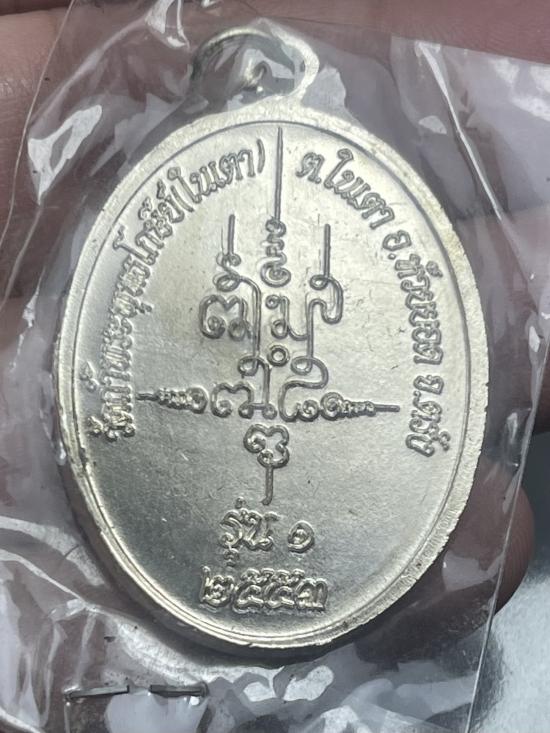 วัดถ้ำพระพุทธโกษีย์(ในเตา) ต.ในเตา อ.ห้วยยอด จ.ตรัง
รุ่น ๑
๒๕๕๓